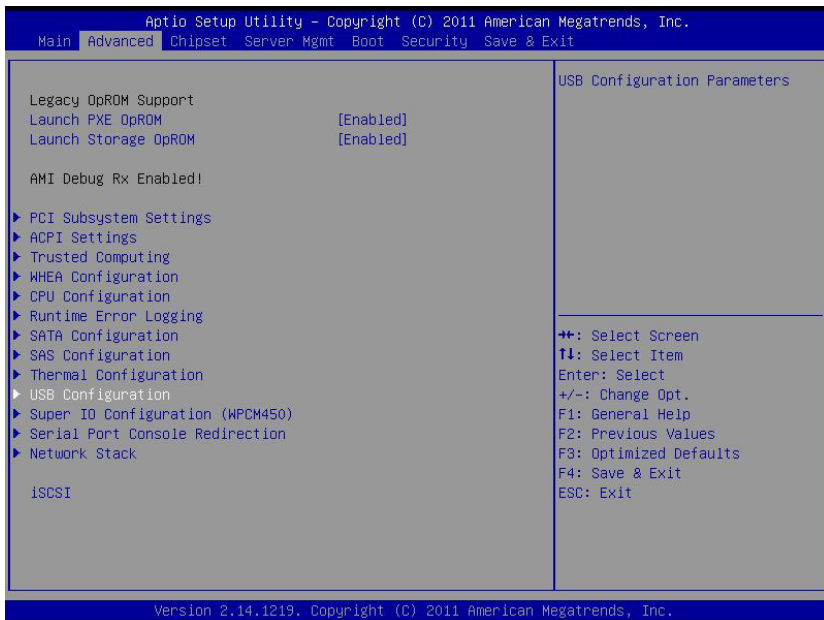 Aptio Setup Utility – Copyright (C) 2011 American Megatrends, Inc.
Main Advanced Chipset Server Mgmt Boot Security Save & Exit
Legacy OpROM Support
Launch PXE OpROM [Enabled]
Launch Storage OpROM [Enabled]
AMI Debug Rx Enabled!
PCI Subsystem Settings
ACPI Settings
Trusted Computing
WHEA Configuration
CPU Configuration
Runtime Error Logging
SATA Configuration
SAS Configuration
Thermal Configuration
USB Configuration
Super IO Configuration (WPCM450)
Serial Port Console Redirection
Network Stack
iSCSI
USB Configuration Parameters
→←: Select Screen
↑↓: Select Item
Enter: Select
+/-: Change Opt.
F1: General Help
F2: Previous Values
F3: Optimized Defaults
F4: Save & Exit
ESC: Exit
Version 2.14.1219. Copyright (C) 2011 American Megatrends, Inc.